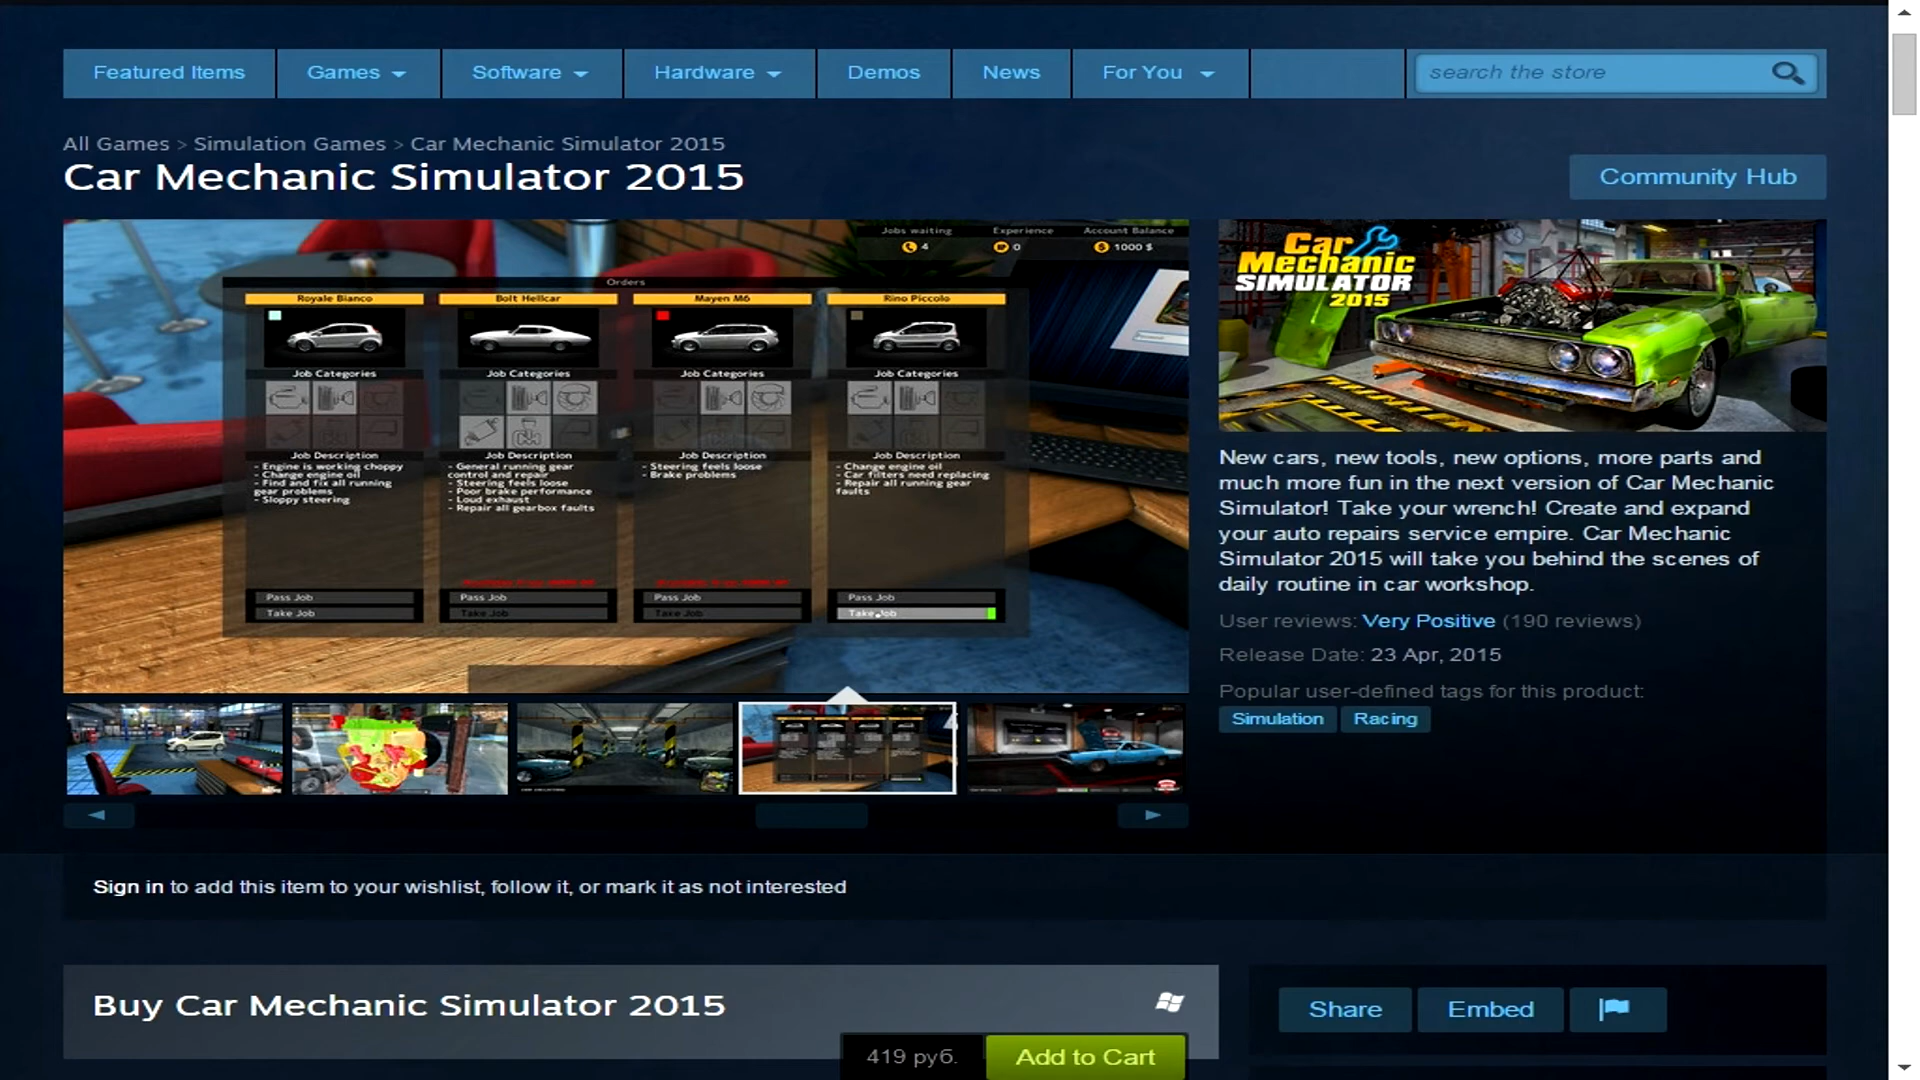 Featured Items
Games
Software
Hardware
Demos
News
For You
search the store
All Games > Simulation Games > Car Mechanic Simulator 2015
Car Mechanic Simulator 2015
Community Hub
Jobs waiting Experience Account Balance
4 0 1000 $
Orders
Royale Bianco Bolt Hellcar Mayen M6 Rino Piccolo
Job Categories Job Categories Job Categories Job Categories
Job Description
- Engine is working choppy
- Change engine oil
- Find and fix all running
gear problems
- Sloppy steering
Pass Job
Take Job
Job Description
- General running gear
control and repair
- Steering feels loose
- Poor brake performance
- Loud exhaust
- Repair all gearbox faults
Pass Job
Take Job
Job Description
- Steering feels loose
- Brake problems
Pass Job
Take Job
Job Description
- Change engine oil
- Car filters need replacing
- Repair all running gear
faults
Pass Job
Take Job
Car
Mechanic
SIMULATOR
2015
New cars, new tools, new options, more parts and
much more fun in the next version of Car Mechanic
Simulator! Take your wrench! Create and expand
your auto repairs service empire. Car Mechanic
Simulator 2015 will take you behind the scenes of
daily routine in car workshop.
User reviews: Very Positive (190 reviews)
Release Date: 23 Apr, 2015
Popular user-defined tags for this product:
Simulation Racing
Sign in to add this item to your wishlist, follow it, or mark it as not interested
Buy Car Mechanic Simulator 2015
419 руб.
Add to Cart
Share
Embed